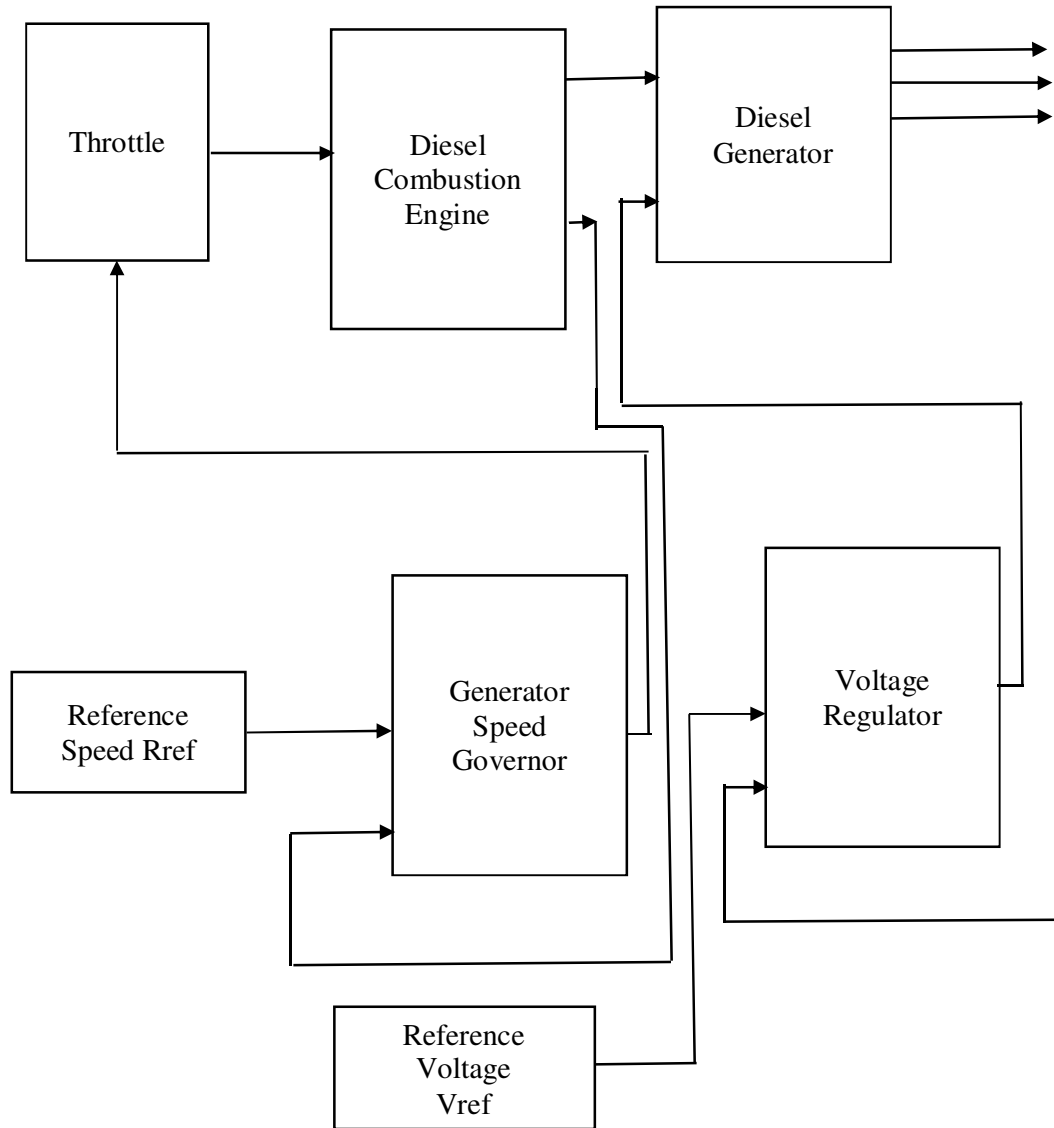 Throttle
Diesel
Combustion
Engine
Diesel
Generator
Reference
Speed Rref
Generator
Speed
Governor
Voltage
Regulator
Reference
Voltage
Vref